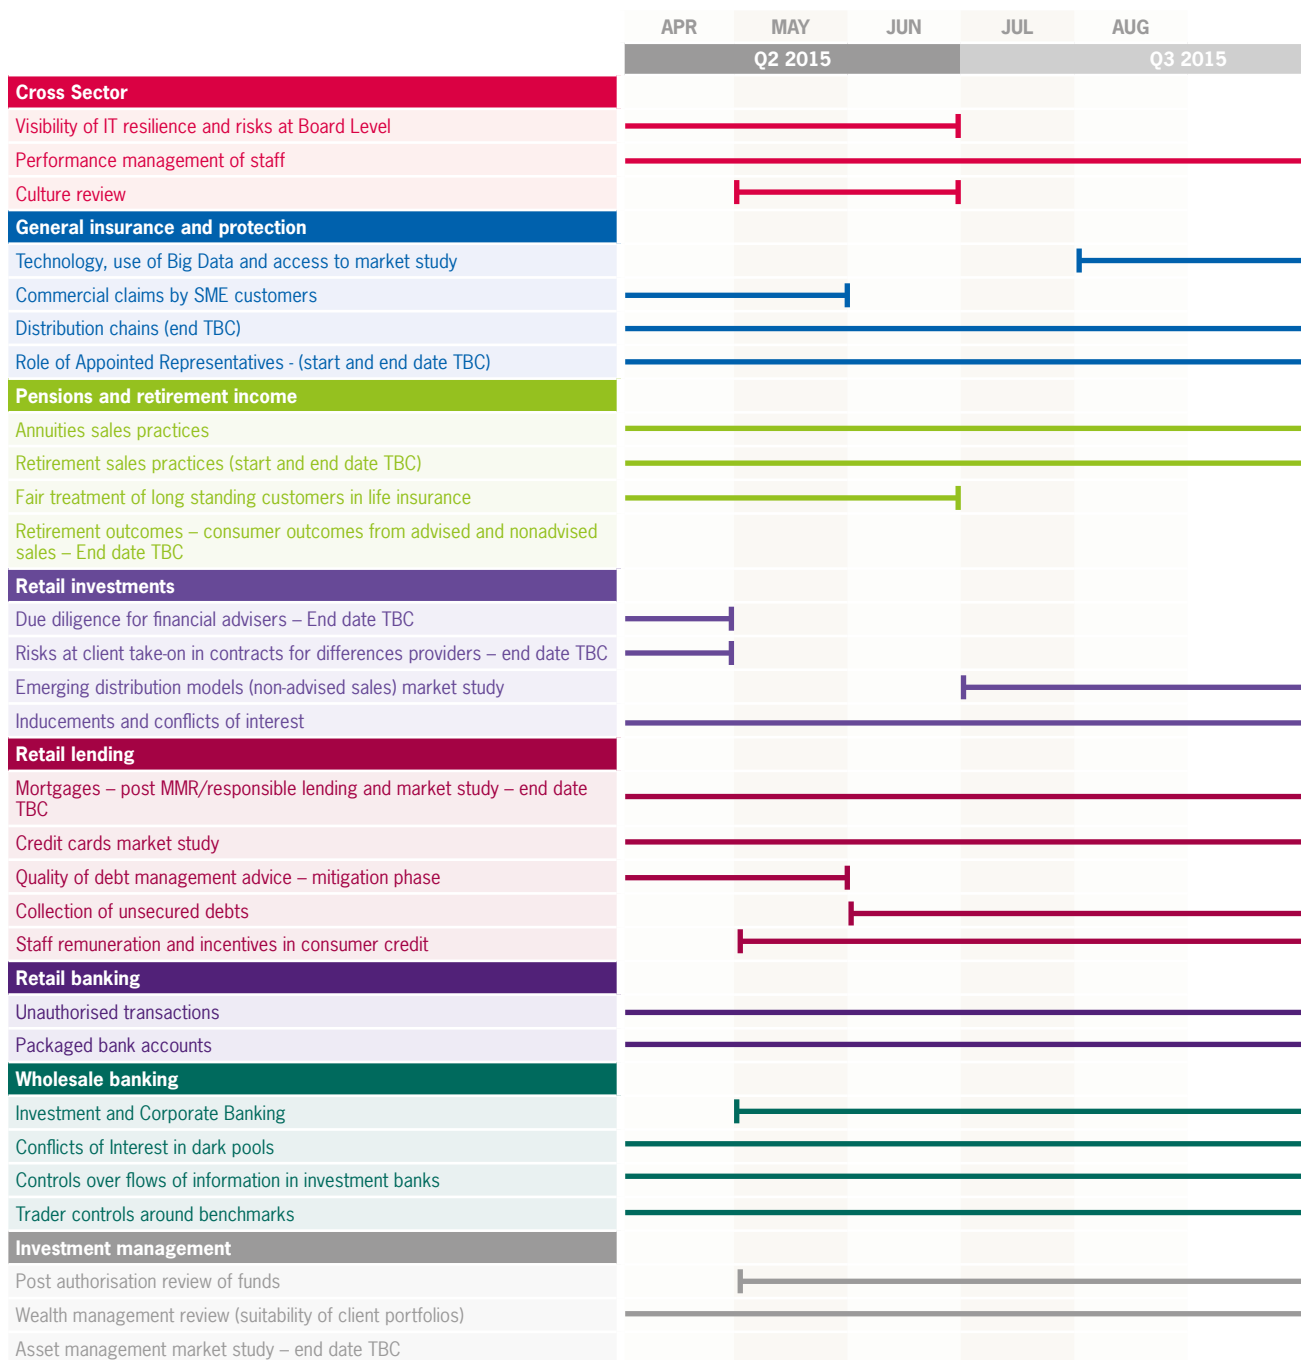 APR MAY JUN JUL AUG
Q2 2015 Q3 2015
Cross Sector
Visibility of IT resilience and risks at Board Level
Performance management of staff
Culture review
General insurance and protection
Technology, use of Big Data and access to market study
Commercial claims by SME customers
Distribution chains (end TBC)
Role of Appointed Representatives - (start and end date TBC)
Pensions and retirement income
Annuities sales practices
Retirement sales practices (start and end date TBC)
Fair treatment of long standing customers in life insurance
Retirement outcomes – consumer outcomes from advised and nonadvised
sales – End date TBC
Retail investments
Due diligence for financial advisers – End date TBC
Risks at client take-on in contracts for differences providers – end date TBC
Emerging distribution models (non-advised sales) market study
Inducements and conflicts of interest
Retail lending
Mortgages – post MMR/responsible lending and market study – end date
TBC
Credit cards market study
Quality of debt management advice – mitigation phase
Collection of unsecured debts
Staff remuneration and incentives in consumer credit
Retail banking
Unauthorised transactions
Packaged bank accounts
Wholesale banking
Investment and Corporate Banking
Conflicts of Interest in dark pools
Controls over flows of information in investment banks
Trader controls around benchmarks
Investment management
Post authorisation review of funds
Wealth management review (suitability of client portfolios)
Asset management market study – end date TBC